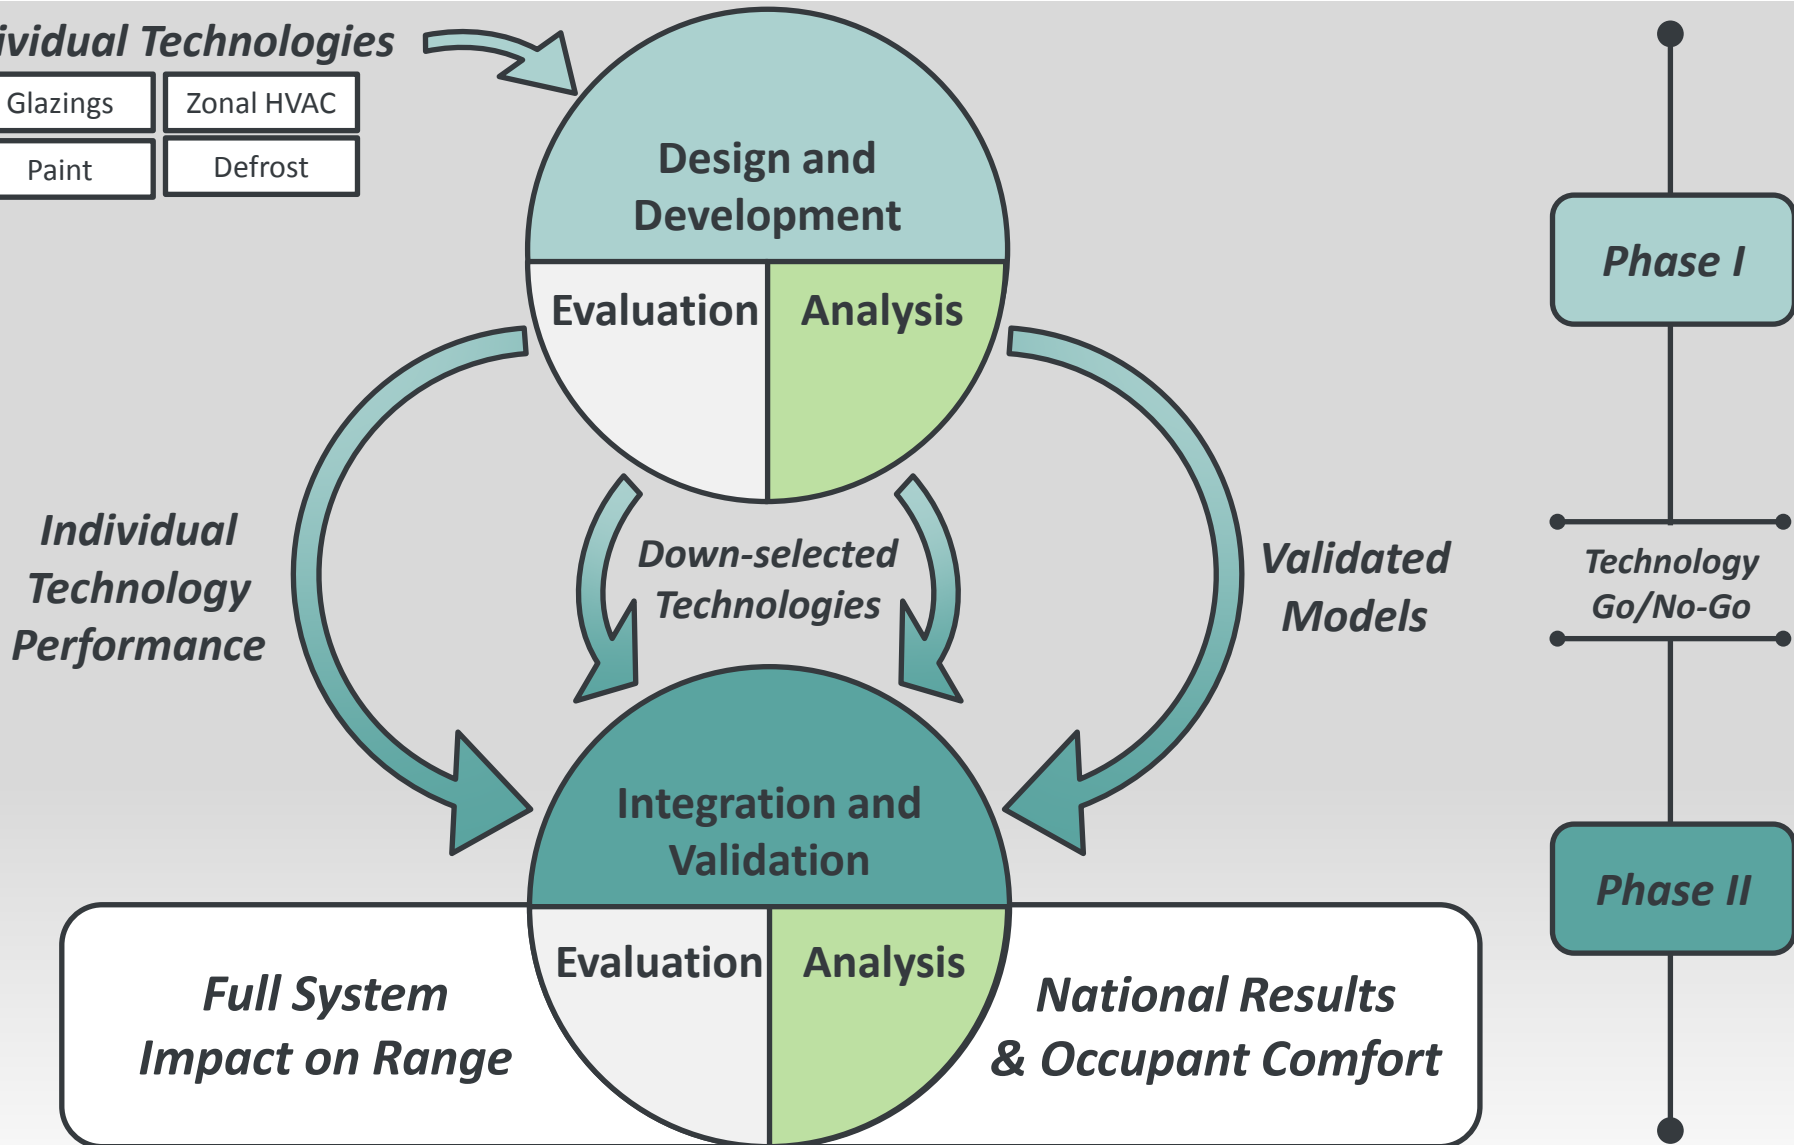 ividual Technologies
Glazings
Zonal HVAC
Paint
Defrost
Design and
Development
Evaluation
Analysis
Phase I
Individual
Technology
Performance
Down-selected
Technologies
Validated
Models
Technology
Go/No-Go
Integration and
Validation
Evaluation
Analysis
Phase II
Full System
Impact on Range
National Results
& Occupant Comfort